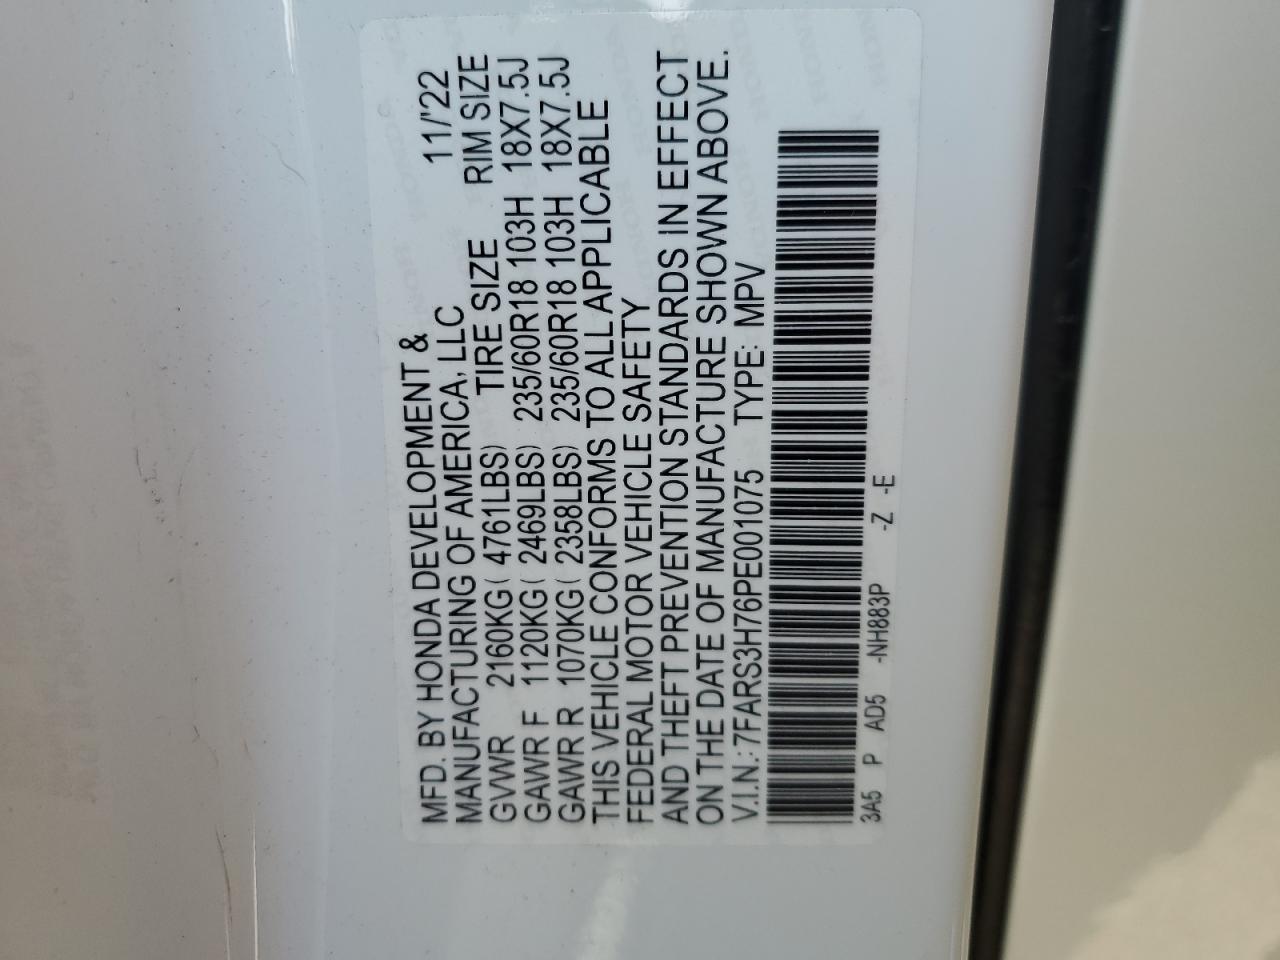 MFD. BY HONDA DEVELOPMENT &
MANUFACTURING OF AMERICA, LLC 11/'22
TIRE SIZE RIM SIZE
GVWR 2160KG( 4761LBS)
GAWR F 1120KG( 2469LBS) 235/60R18 103H 18X7.5J
GAWR R 1070KG( 2358LBS) 235/60R18 103H 18X7.5J
THIS VEHICLE CONFORMS TO ALL APPLICABLE
FEDERAL MOTOR VEHICLE SAFETY
AND THEFT PREVENTION STANDARDS IN EFFECT
ON THE DATE OF MANUFACTURE SHOWN ABOVE.
V.I.N.: 7FARS3H76PE001075 TYPE: MPV
3A5 P AD5 -NH883P -Z -E